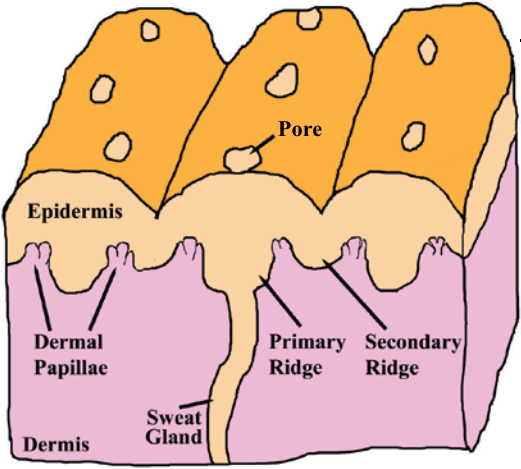 Pore
Epidermis
Dermal
Papillae
Primary
Ridge
Secondary
Ridge
Sweat
Gland
Dermis